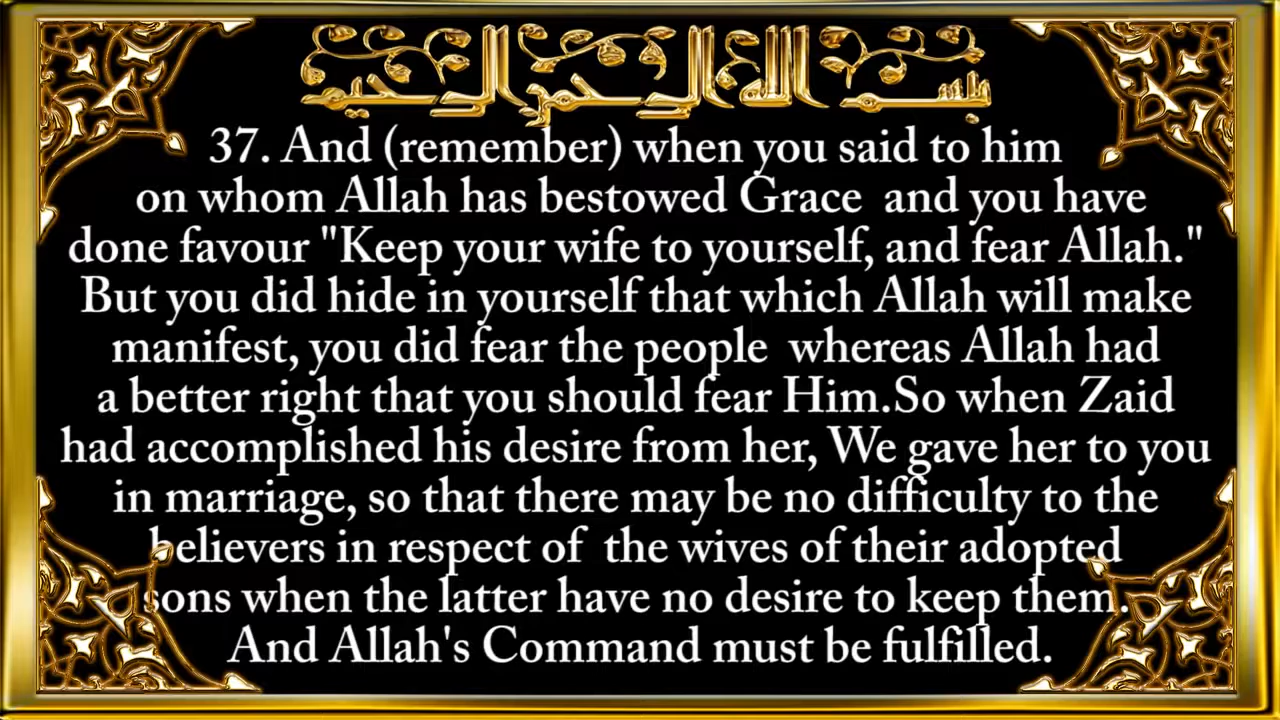 بسم الله الرحمن الرحيم
37. And (remember) when you said to him
on whom Allah has bestowed Grace  and you have
done favour "Keep your wife to yourself, and fear Allah."
But you did hide in yourself that which Allah will make
manifest, you did fear the people  whereas Allah had
a better right that you should fear Him.So when Zaid
had accomplished his desire from her, We gave her to you
in marriage, so that there may be no difficulty to the
believers in respect of  the wives of their adopted
sons when the latter have no desire to keep them.
And Allah's Command must be fulfilled.